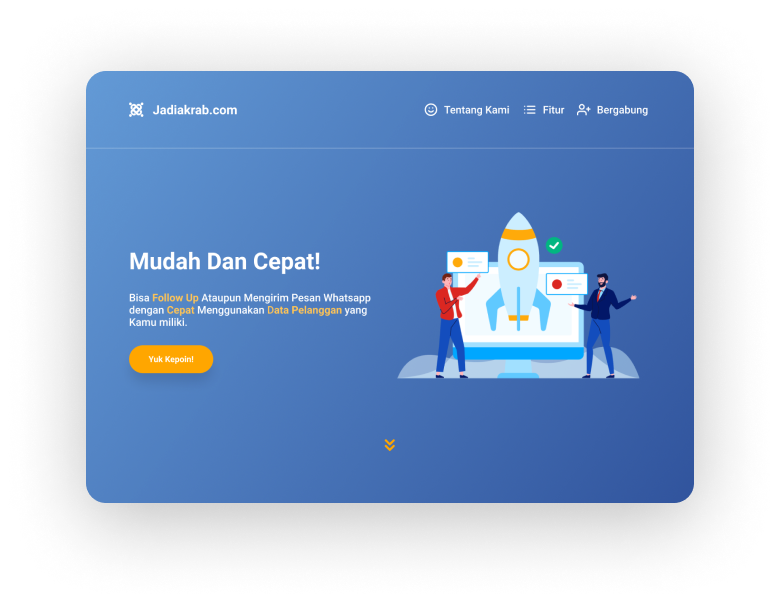 Jadiakrab.com
Tentang Kami
Fitur
Bergabung
Mudah Dan Cepat!
Bisa Follow Up Ataupun Mengirim Pesan Whatsapp
dengan Cepat Menggunakan Data Pelanggan yang
Kamu miliki.
Yuk Kepoin!